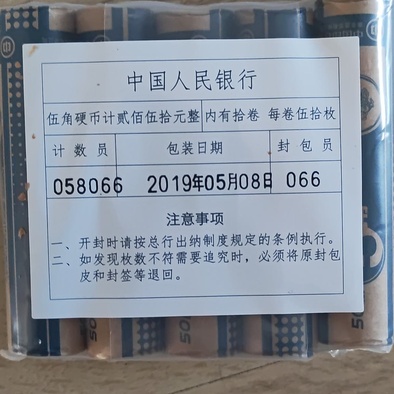 中国人民银行
伍角硬币计贰佰伍拾元整 内有拾卷 每卷伍拾枚
计数员 包装日期 封包员
058066 2019年05月08日 066
注意事项
一、开封时请按总行出纳制度规定的条例执行。
二、如发现枚数不符需要追究时，必须将原封包
皮和封签等退回。